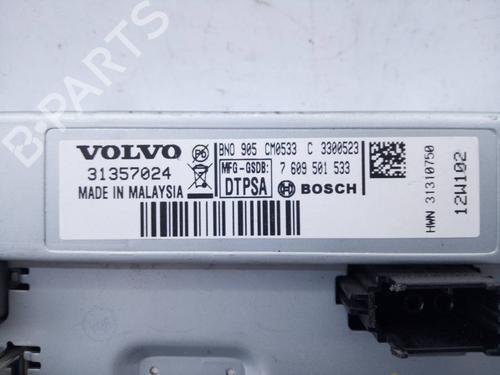 VOLVO
31357024
MADE IN MALAYSIA
BNO 905 CM0533 C 3300523
MFG-GSDB:
DTPSA
7 609 501 533
BOSCH
HWN 31310750
12W102
B-PARTS